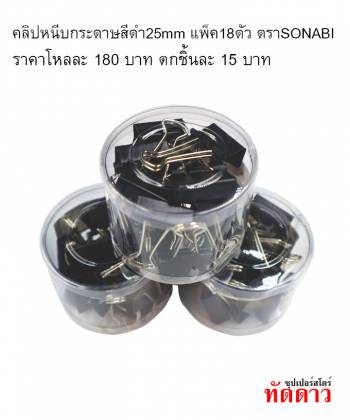 คลิปหนีบกระดาษสีดำ25mm แพ็ค18ตัว ตราSONABI
ราคาโหลละ 180 บาท ตกชิ้นละ 15 บาท
ซุปเปอร์สโตร์
ทัดดาว